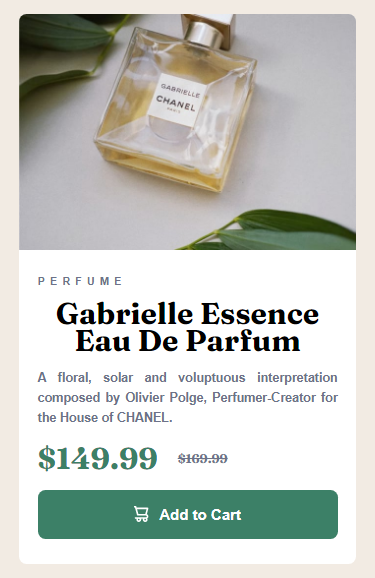 GABRIELLE
CHANEL
PARIS
PERFUME
Gabrielle Essence
Eau De Parfum
A floral, solar and voluptuous interpretation
composed by Olivier Polge, Perfumer-Creator for
the House of CHANEL.
$149.99 $169.99
Add to Cart